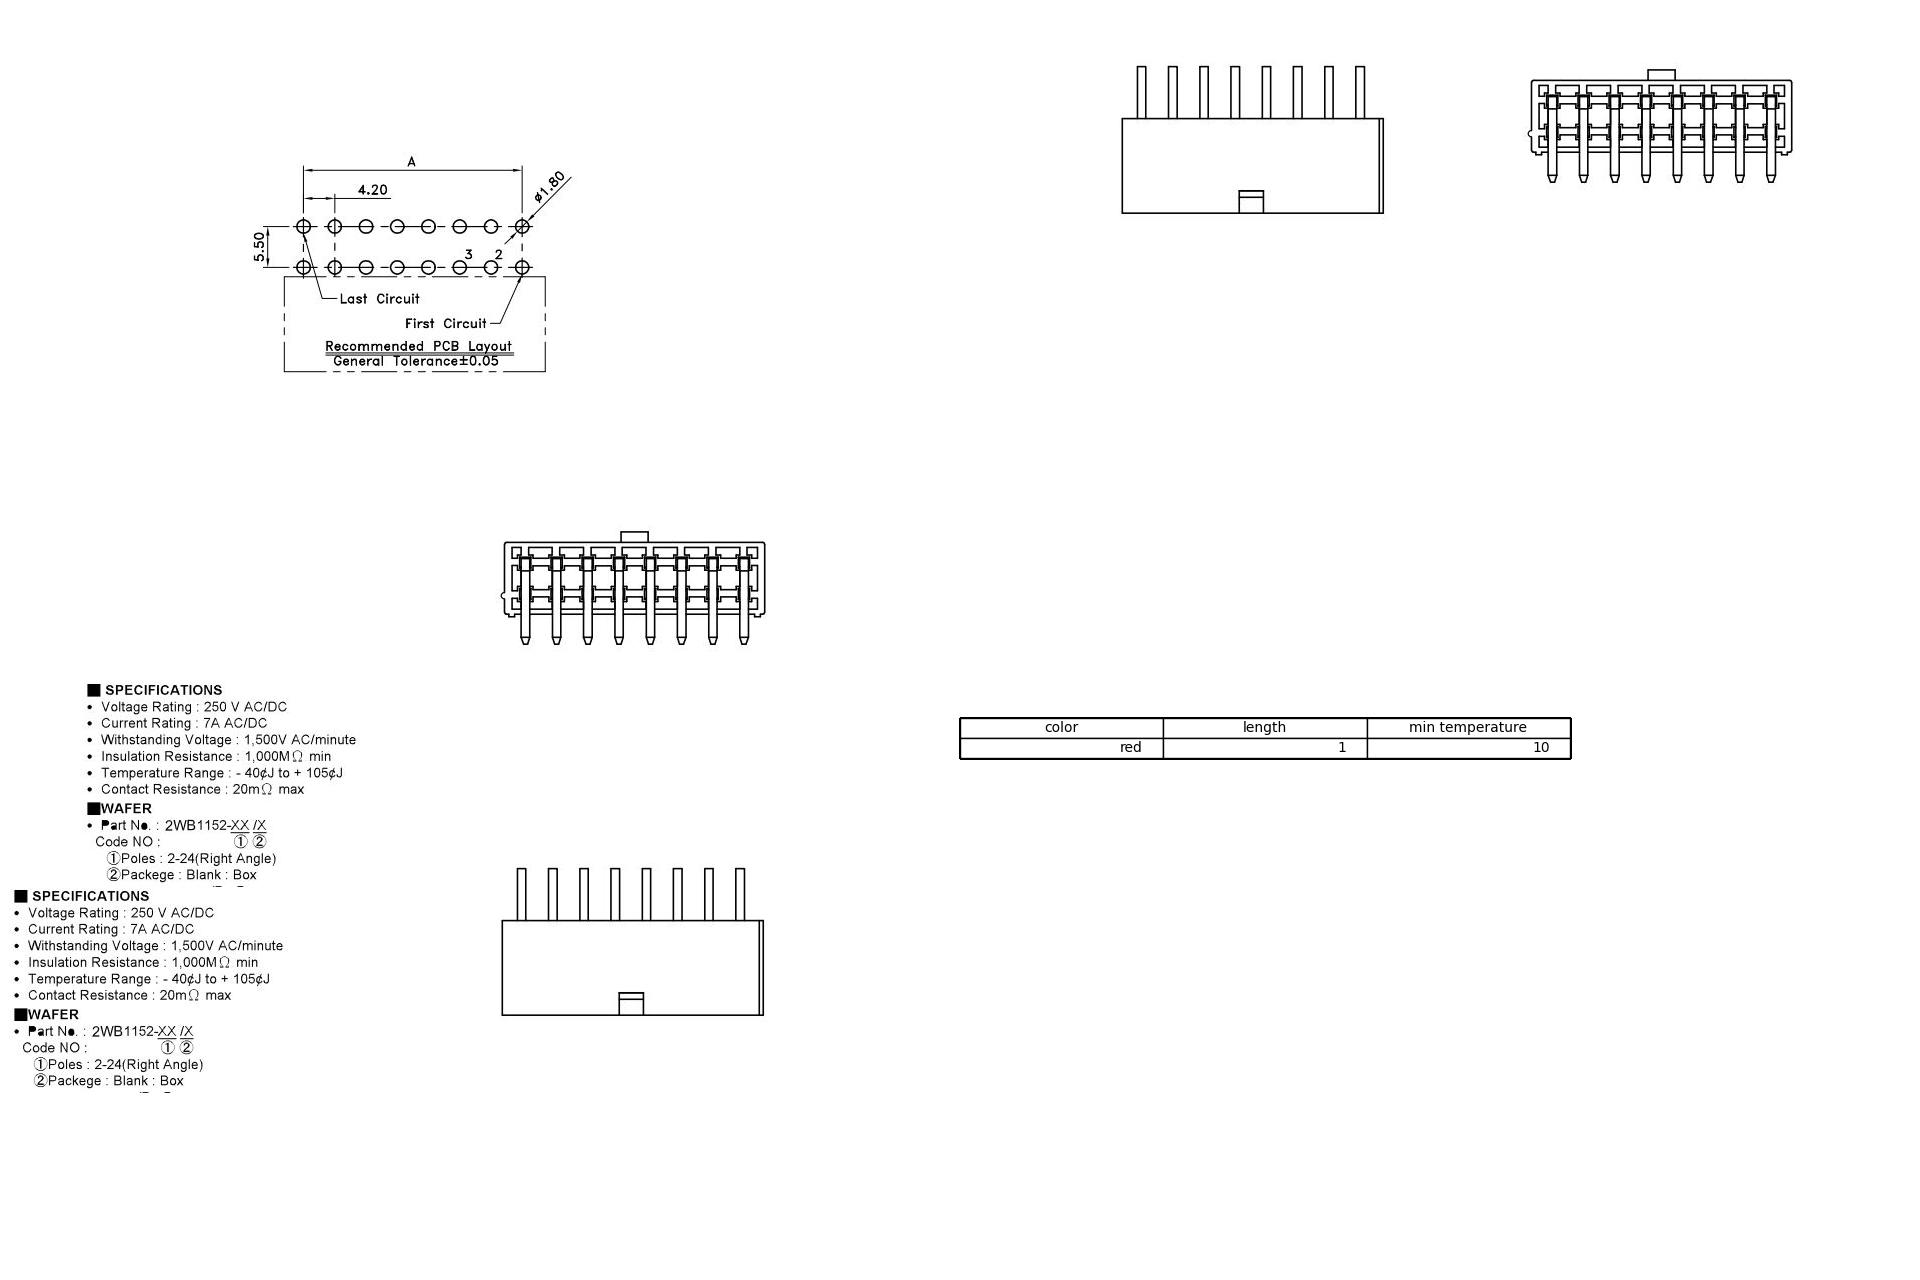 A
4.20
ø1.80
5.50
3 2
Last Circuit
First Circuit
Recommended PCB Layout
General Tolerance±0.05
■ SPECIFICATIONS
• Voltage Rating : 250 V AC/DC
• Current Rating : 7A AC/DC
• Withstanding Voltage : 1,500V AC/minute
• Insulation Resistance : 1,000MΩ min
• Temperature Range : - 40¢J to + 105¢J
• Contact Resistance : 20mΩ max
■WAFER
• Part No. : 2WB1152-XX /X
Code NO : ① ②
①Poles : 2-24(Right Angle)
②Packege : Blank : Box
color length min temperature
red 1 10
■ SPECIFICATIONS
• Voltage Rating : 250 V AC/DC
• Current Rating : 7A AC/DC
• Withstanding Voltage : 1,500V AC/minute
• Insulation Resistance : 1,000MΩ min
• Temperature Range : - 40¢J to + 105¢J
• Contact Resistance : 20mΩ max
■WAFER
• Part No. : 2WB1152-XX /X
Code NO : ① ②
①Poles : 2-24(Right Angle)
②Packege : Blank : Box